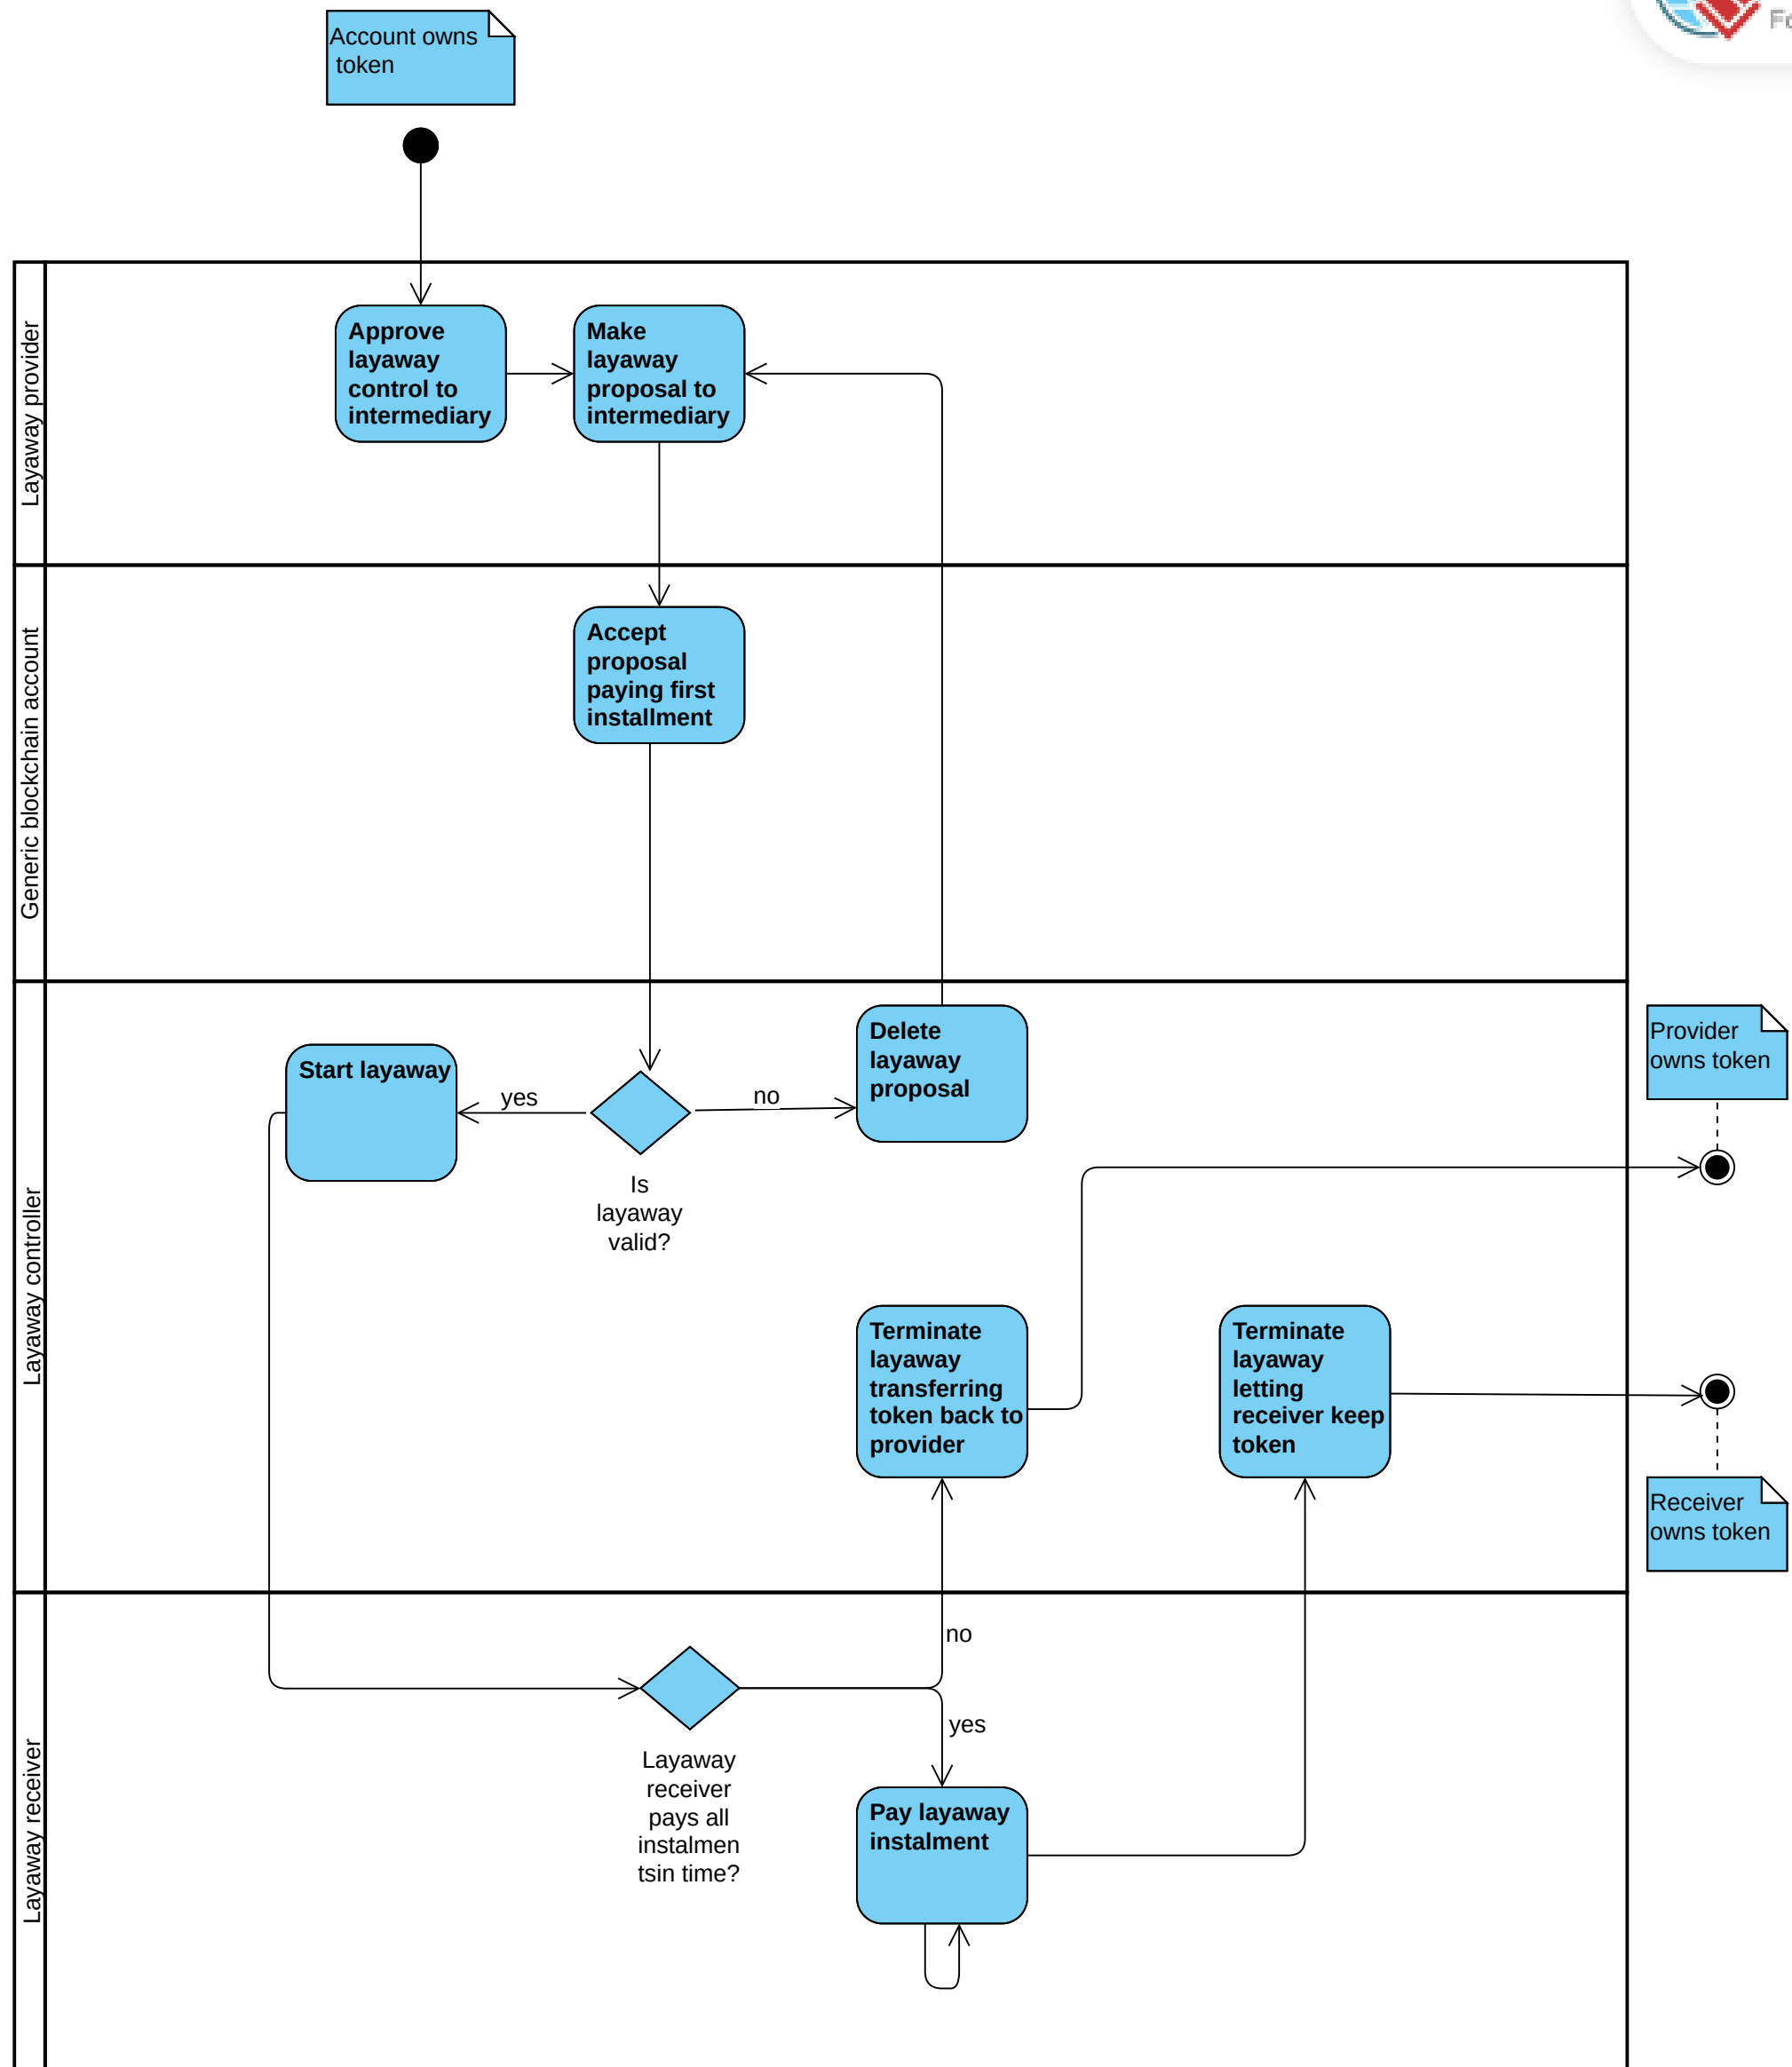 Account owns
token
Layaway provider
Approve
layaway
control to
intermediary
Make
layaway
proposal to
intermediary
Generic blockchain account
Accept
proposal
paying first
installment
Layaway controller
Start layaway
yes
no
Is
layaway
valid?
Delete
layaway
proposal
Provider
owns token
Terminate
layaway
transferring
token back to
provider
Terminate
layaway
letting
receiver keep
token
Receiver
owns token
Layaway receiver
no
yes
Layaway
receiver
pays all
instalmen
tsin time?
Pay layaway
instalment